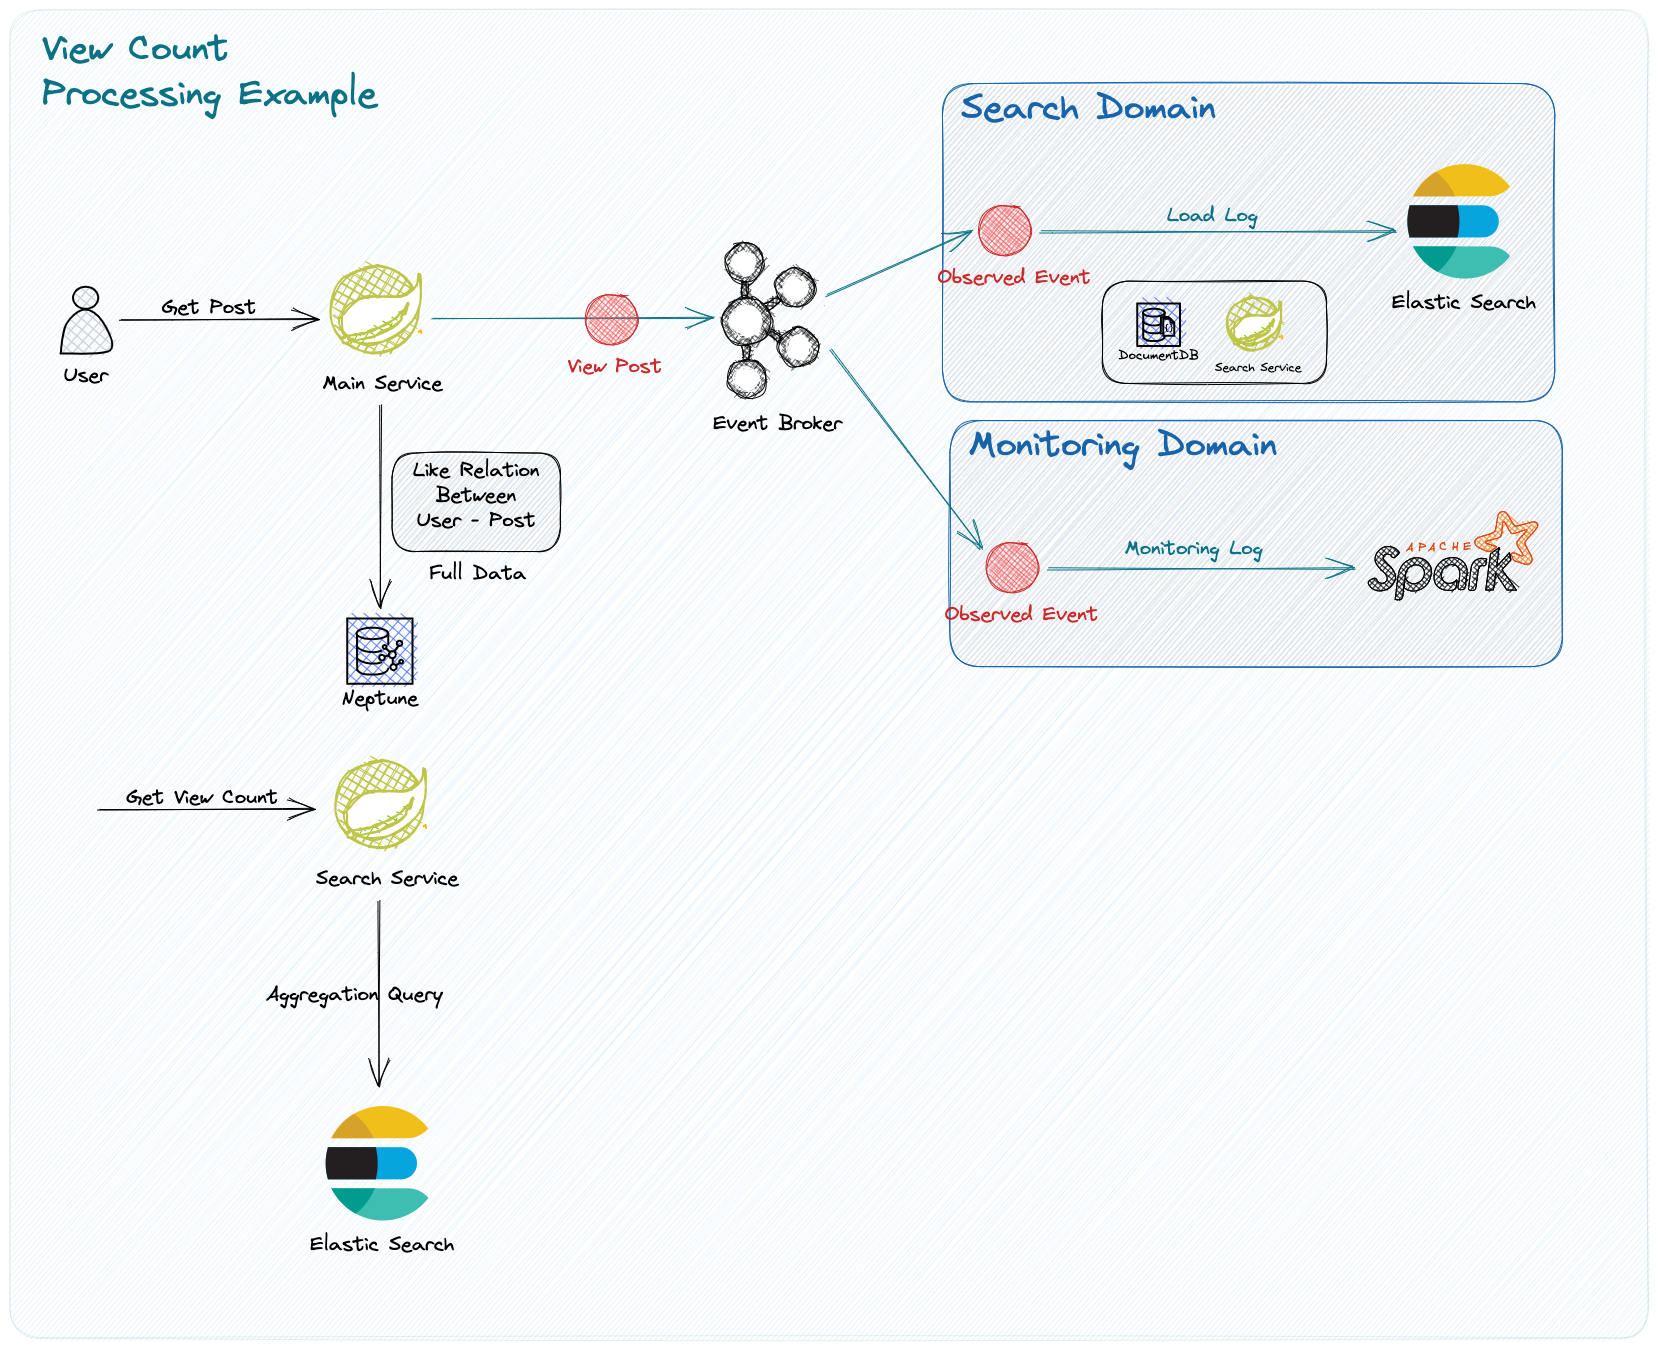 View Count
Processing Example
Search Domain
Load Log
Observed Event
Elastic Search
DocumentDB
Search Service
Get Post
User
Main Service
View Post
Event Broker
Monitoring Domain
Monitoring Log
APACHE
Spark
Observed Event
Like Relation
Between
User - Post
Full Data
Neptune
Get View Count
Search Service
Aggregation Query
Elastic Search